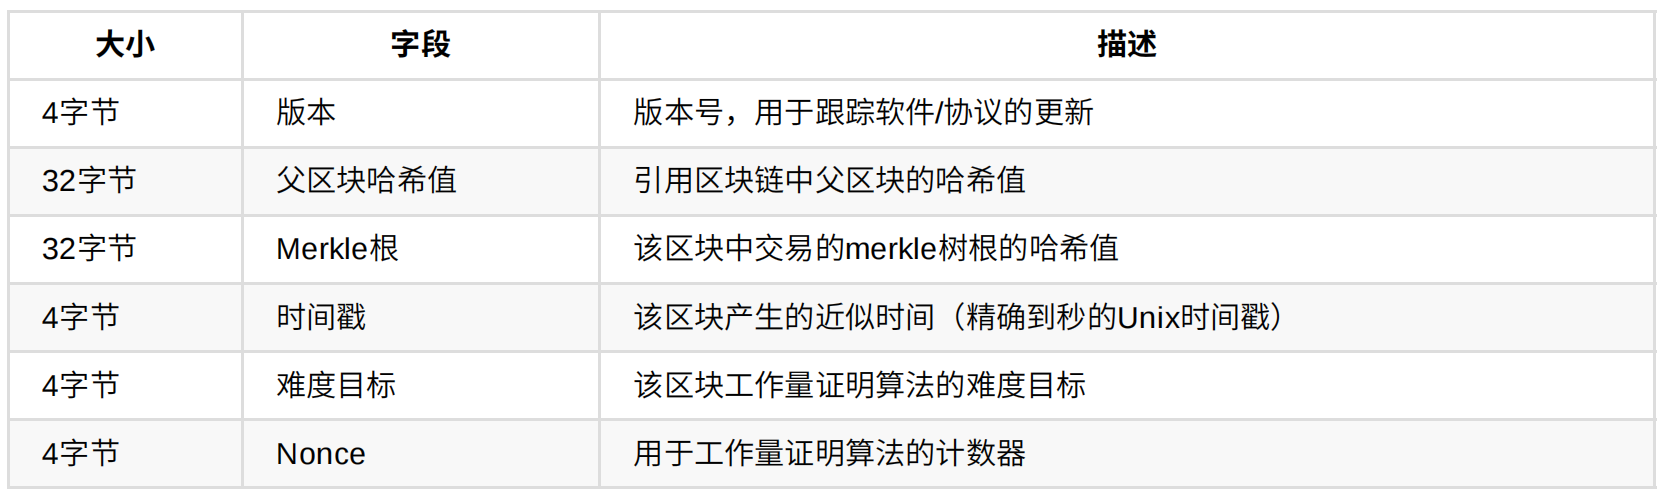 大小 字段 描述
4字节 版本 版本号，用于跟踪软件/协议的更新
32字节 父区块哈希值 引用区块链中父区块的哈希值
32字节 Merkle根 该区块中交易的merkle树根的哈希值
4字节 时间戳 该区块产生的近似时间（精确到秒的Unix时间戳）
4字节 难度目标 该区块工作量证明算法的难度目标
4字节 Nonce 用于工作量证明算法的计数器